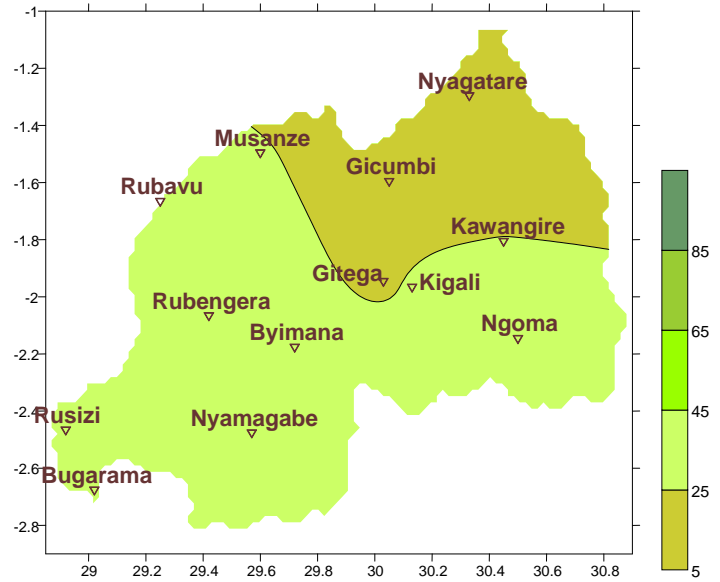 -1
-1.2
Nyagatare
-1.4
Musanze
Gicumbi
-1.6
Rubavu
-1.8
Kawangire
85
Gitega
Kigali
-2
Rubengera
Byimana
Ngoma
65
-2.2
-2.4
Rusizi
Nyamagabe
45
-2.6
Bugarama
25
-2.8
5
29 29.2 29.4 29.6 29.8 30 30.2 30.4 30.6 30.8